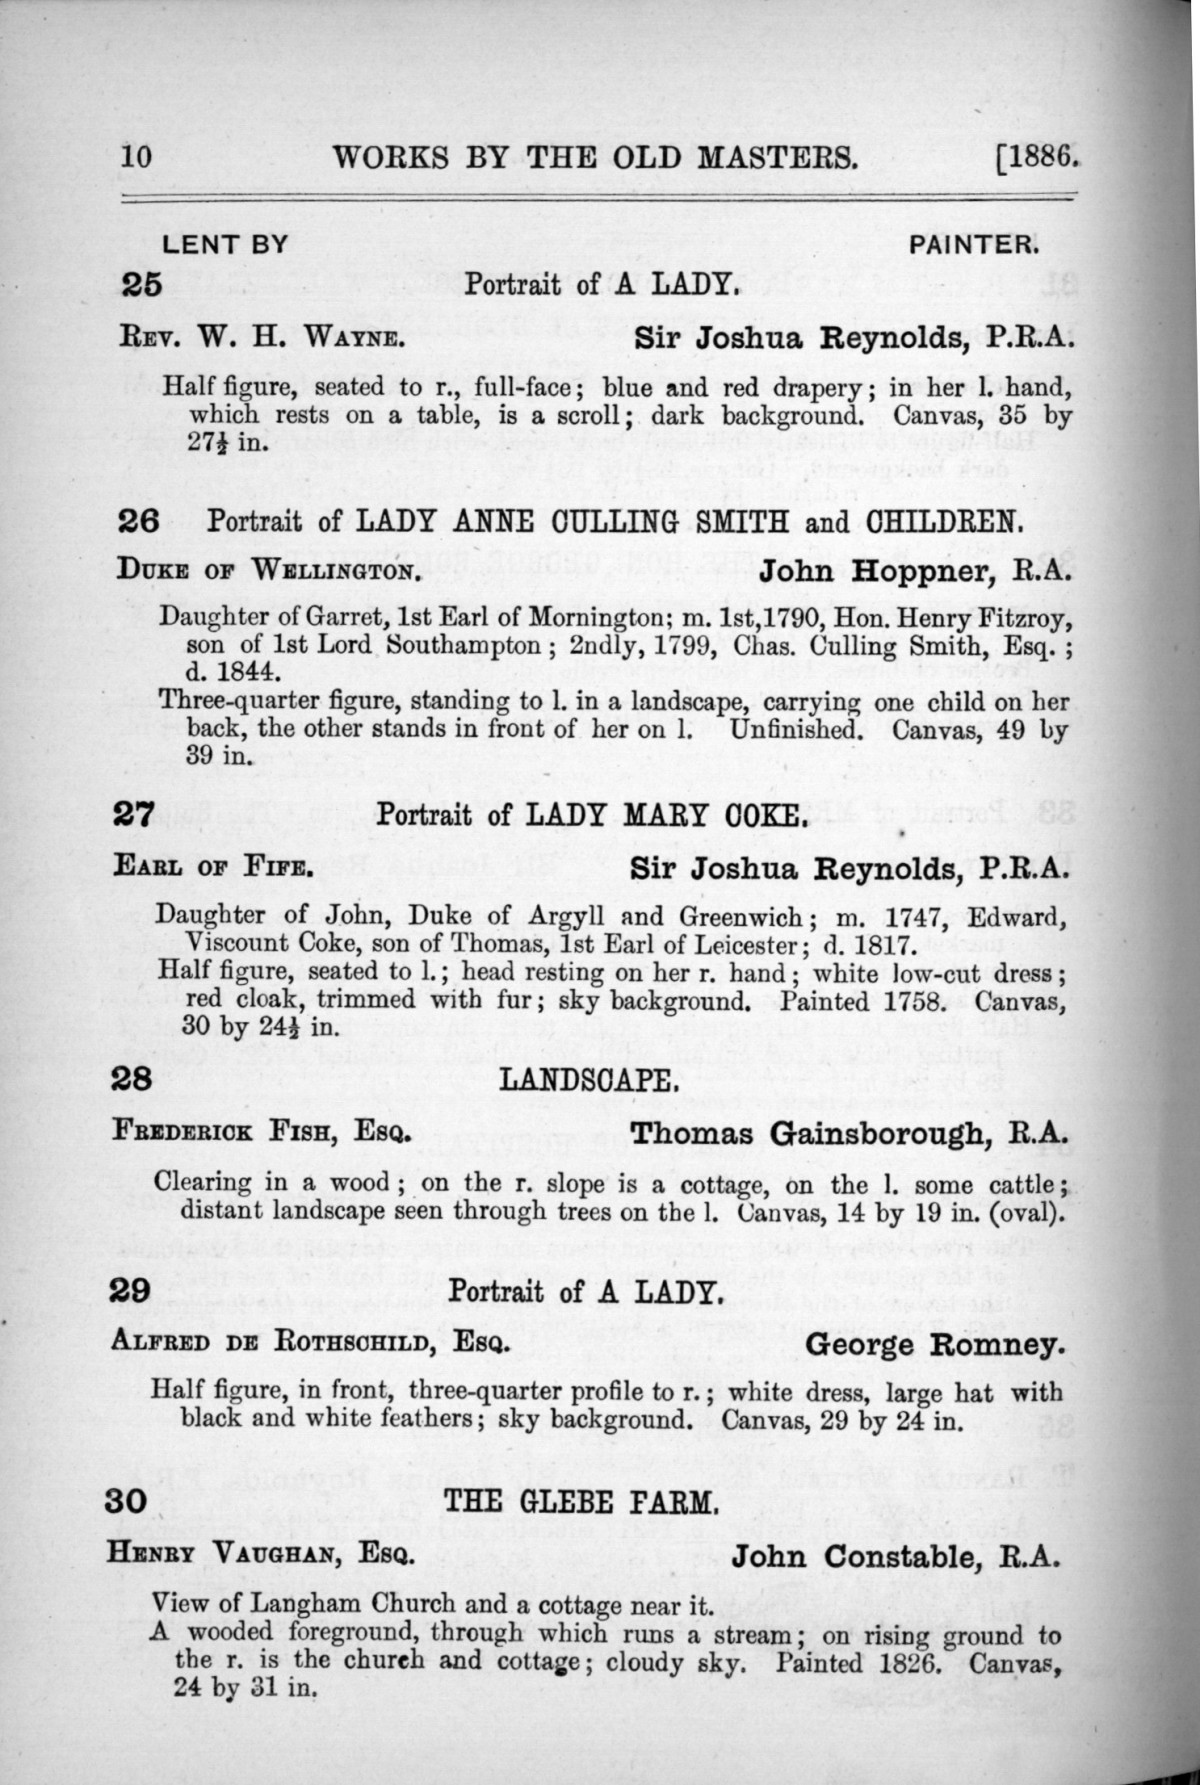 10 WORKS BY THE OLD MASTERS. [1886.
LENT BY PAINTER.
25 Portrait of A LADY.
REV. W. H. WAYNE. Sir Joshua Reynolds, P.R.A.
Half figure, seated to r., full-face; blue and red drapery; in her l. hand,
which rests on a table, is a scroll; dark background. Canvas, 35 by
27½ in.
26 Portrait of LADY ANNE CULLING SMITH and CHILDREN.
DUKE OF WELLINGTON. John Hoppner, R.A.
Daughter of Garret, 1st Earl of Mornington; m. 1st, 1790, Hon. Henry Fitzroy,
son of 1st Lord Southampton; 2ndly, 1799, Chas. Culling Smith, Esq.;
d. 1844.
Three-quarter figure, standing to l. in a landscape, carrying one child on her
back, the other stands in front of her on l. Unfinished. Canvas, 49 by
39 in.
27 Portrait of LADY MARY COKE.
EARL OF FIFE. Sir Joshua Reynolds, P.R.A.
Daughter of John, Duke of Argyll and Greenwich; m. 1747, Edward,
Viscount Coke, son of Thomas, 1st Earl of Leicester; d. 1817.
Half figure, seated to l.; head resting on her r. hand; white low-cut dress;
red cloak, trimmed with fur; sky background. Painted 1758. Canvas,
30 by 24½ in.
28 LANDSCAPE.
FREDERICK FISH, ESQ. Thomas Gainsborough, R.A.
Clearing in a wood; on the r. slope is a cottage, on the l. some cattle;
distant landscape seen through trees on the l. Canvas, 14 by 19 in. (oval).
29 Portrait of A LADY.
ALFRED DE ROTHSCHILD, ESQ. George Romney.
Half figure, in front, three-quarter profile to r.; white dress, large hat with
black and white feathers; sky background. Canvas, 29 by 24 in.
30 THE GLEBE FARM.
HENRY VAUGHAN, ESQ. John Constable, R.A.
View of Langham Church and a cottage near it.
A wooded foreground, through which runs a stream; on rising ground to
the r. is the church and cottage; cloudy sky. Painted 1826. Canvas,
24 by 31 in.